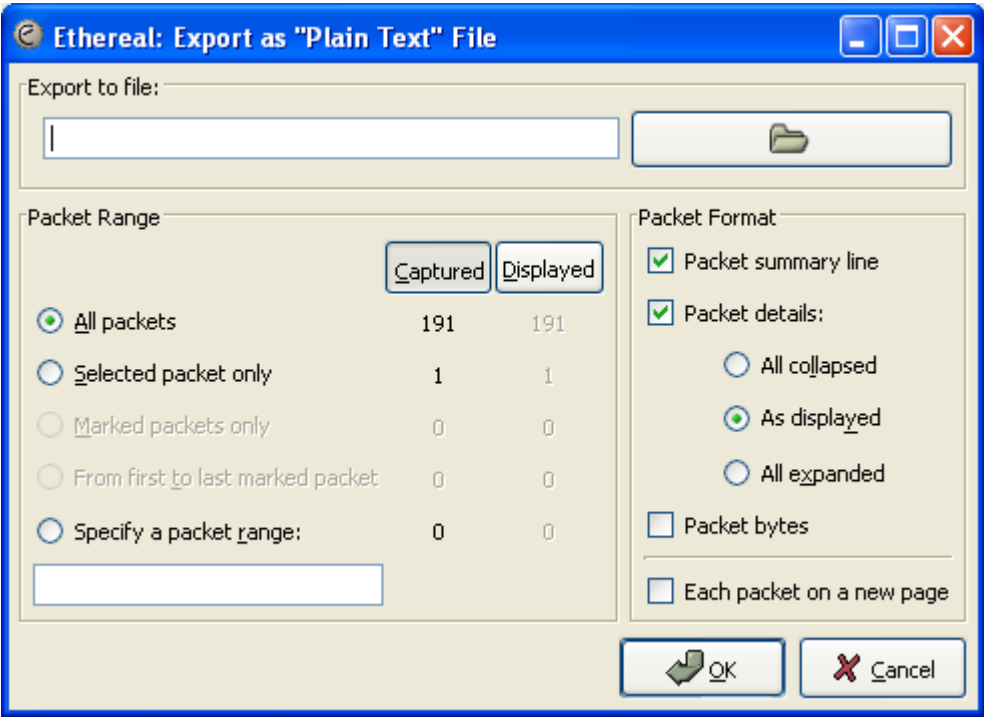 Ethereal: Export as "Plain Text" File
Export to file:
Packet Range
Captured Displayed
All packets 191 191
Selected packet only 1 1
Marked packets only 0 0
From first to last marked packet 0 0
Specify a packet range: 0 0
Packet Format
Packet summary line
Packet details:
All collapsed
As displayed
All expanded
Packet bytes
Each packet on a new page
OK Cancel